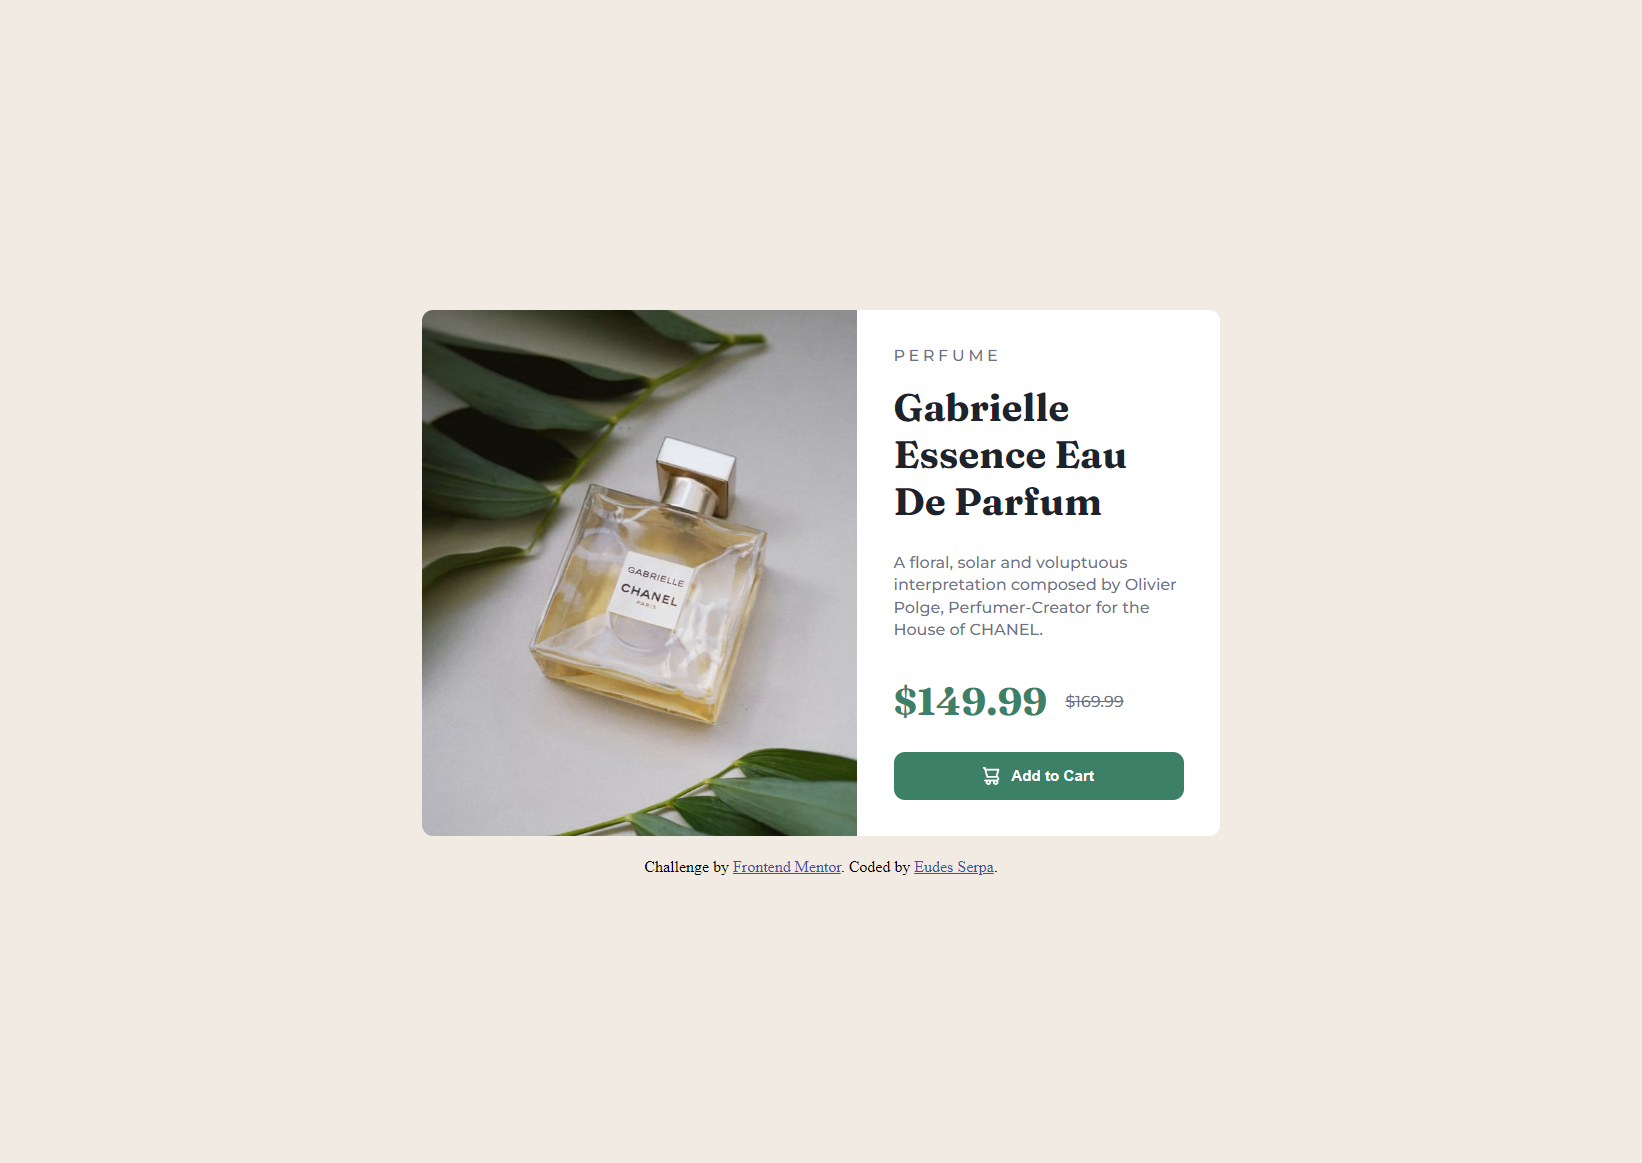 PERFUME
Gabrielle
Essence Eau
De Parfum
A floral, solar and voluptuous
interpretation composed by Olivier
Polge, Perfumer-Creator for the
House of CHANEL.
$149.99 $169.99
Add to Cart
GABRIELLE
CHANEL
PARIS
Challenge by Frontend Mentor. Coded by Eudes Serpa.